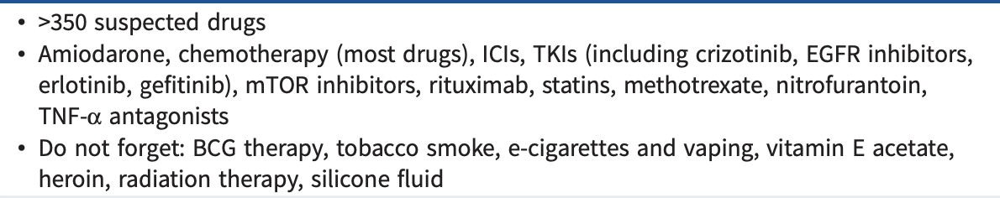 • >350 suspected drugs
• Amiodarone, chemotherapy (most drugs), ICIs, TKIs (including crizotinib, EGFR inhibitors,
erlotinib, gefitinib), mTOR inhibitors, rituximab, statins, methotrexate, nitrofurantoin,
TNF-α antagonists
• Do not forget: BCG therapy, tobacco smoke, e-cigarettes and vaping, vitamin E acetate,
heroin, radiation therapy, silicone fluid